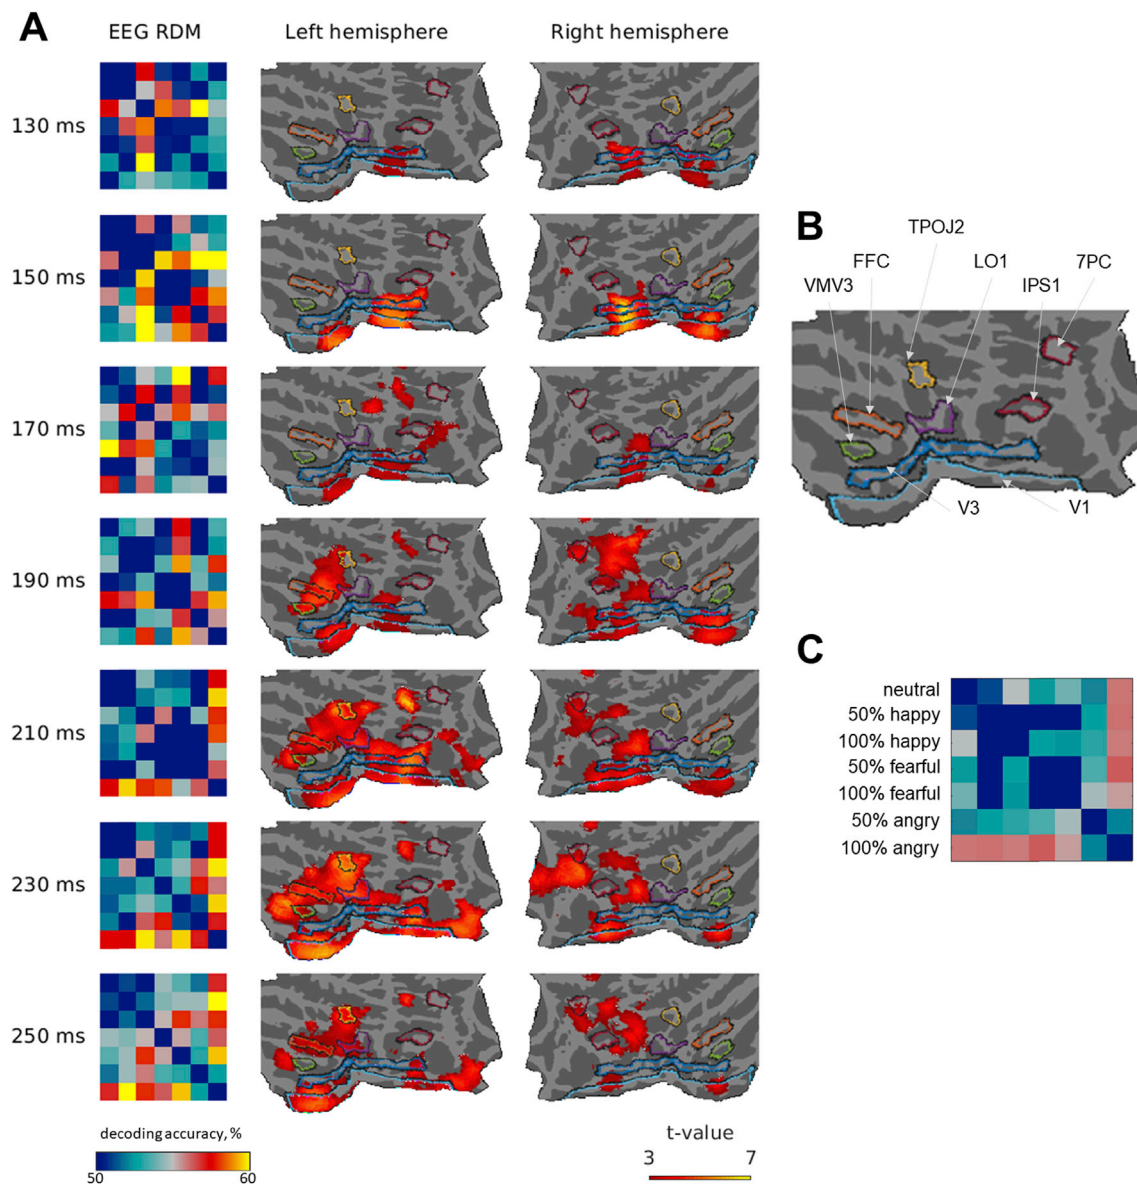 A
EEG RDM
Left hemisphere
Right hemisphere
130 ms
150 ms
170 ms
190 ms
210 ms
230 ms
250 ms
decoding accuracy, %
50
60
t-value
3
7
B
TPOJ2
FFC
LO1
7PC
VMV3
IPS1
V3
V1
C
neutral
50% happy
100% happy
50% fearful
100% fearful
50% angry
100% angry